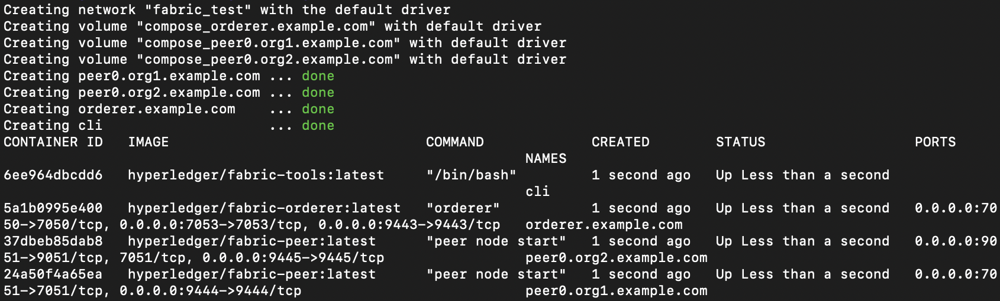 Creating network "fabric_test" with the default driver
Creating volume "compose_orderer.example.com" with default driver
Creating volume "compose_peer0.org1.example.com" with default driver
Creating volume "compose_peer0.org2.example.com" with default driver
Creating peer0.org1.example.com ... done
Creating peer0.org2.example.com ... done
Creating orderer.example.com    ... done
Creating cli                    ... done
CONTAINER ID   IMAGE                               COMMAND             CREATED        STATUS                  PORTS
                                                               NAMES
6ee964dbcdd6   hyperledger/fabric-tools:latest     "/bin/bash"         1 second ago   Up Less than a second
                                                               cli
5a1b0995e400   hyperledger/fabric-orderer:latest   "orderer"           1 second ago   Up Less than a second   0.0.0.0:70
50->7050/tcp, 0.0.0.0:7053->7053/tcp, 0.0.0.0:9443->9443/tcp   orderer.example.com
37dbeb85dab8   hyperledger/fabric-peer:latest      "peer node start"   1 second ago   Up Less than a second   0.0.0.0:90
51->9051/tcp, 7051/tcp, 0.0.0.0:9445->9445/tcp                 peer0.org2.example.com
24a50f4a65ea   hyperledger/fabric-peer:latest      "peer node start"   1 second ago   Up Less than a second   0.0.0.0:70
51->7051/tcp, 0.0.0.0:9444->9444/tcp                           peer0.org1.example.com